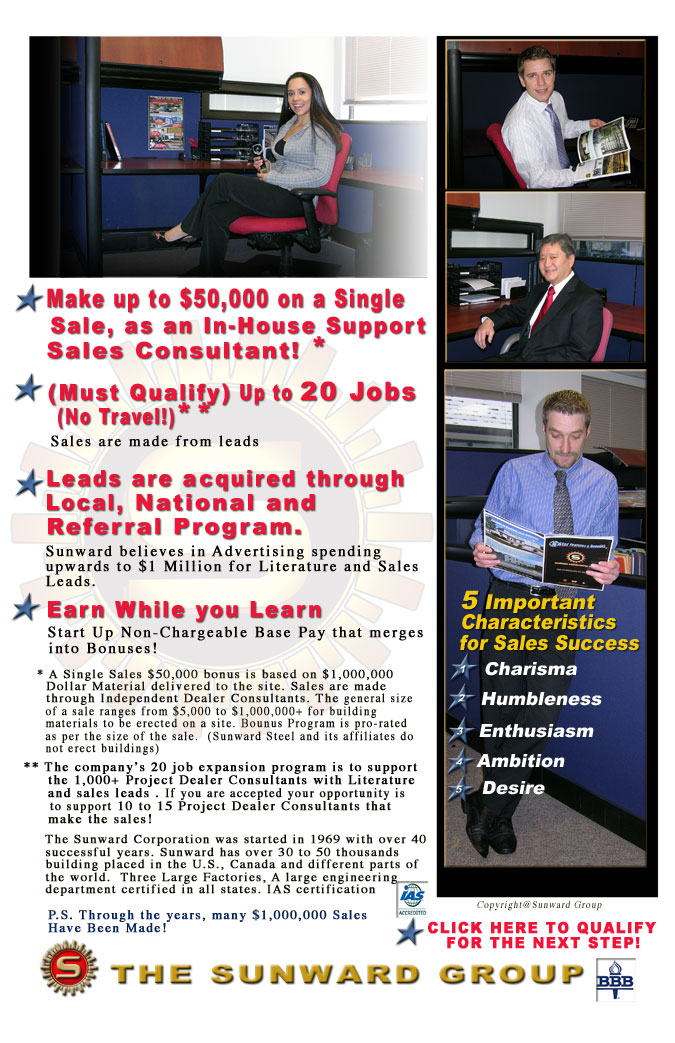 Make up to $50,000 on a Single
Sale, as an In-House Support
Sales Consultant! *
(Must Qualify) Up to 20 Jobs
(No Travel!)**
Sales are made from leads
Leads are acquired through
Local, National and
Referral Program.
Sunward believes in Advertising spending
upwards to $1 Million for Literature and Sales
Leads.
Earn While you Learn
Start Up Non-Chargeable Base Pay that merges
into Bonuses!
* A Single Sales $50,000 bonus is based on $1,000,000
Dollar Material delivered to the site. Sales are made
through Independent Dealer Consultants. The general size
of a sale ranges from $5,000 to $1,000,000+ for building
materials to be erected on a site. Bounus Program is pro-rated
as per the size of the sale. (Sunward Steel and its affiliates do
not erect buildings)
** The company's 20 job expansion program is to support
the 1,000+ Project Dealer Consultants with Literature
and sales leads . If you are accepted your opportunity is
to support 10 to 15 Project Dealer Consultants that
make the sales!
The Sunward Corporation was started in 1969 with over 40
successful years. Sunward has over 30 to 50 thousands
building placed in the U.S., Canada and different parts of
the world. Three Large Factories, A large engineering
department certified in all states. IAS certification
IAS
ACCREDITED
P.S. Through the years, many $1,000,000 Sales
Have Been Made!
5 Important
Characteristics
for Sales Success
1 Charisma
2 Humbleness
3 Enthusiasm
4 Ambition
5 Desire
Copyright@Sunward Group
CLICK HERE TO QUALIFY
FOR THE NEXT STEP!
S THE SUNWARD GROUP
BBB